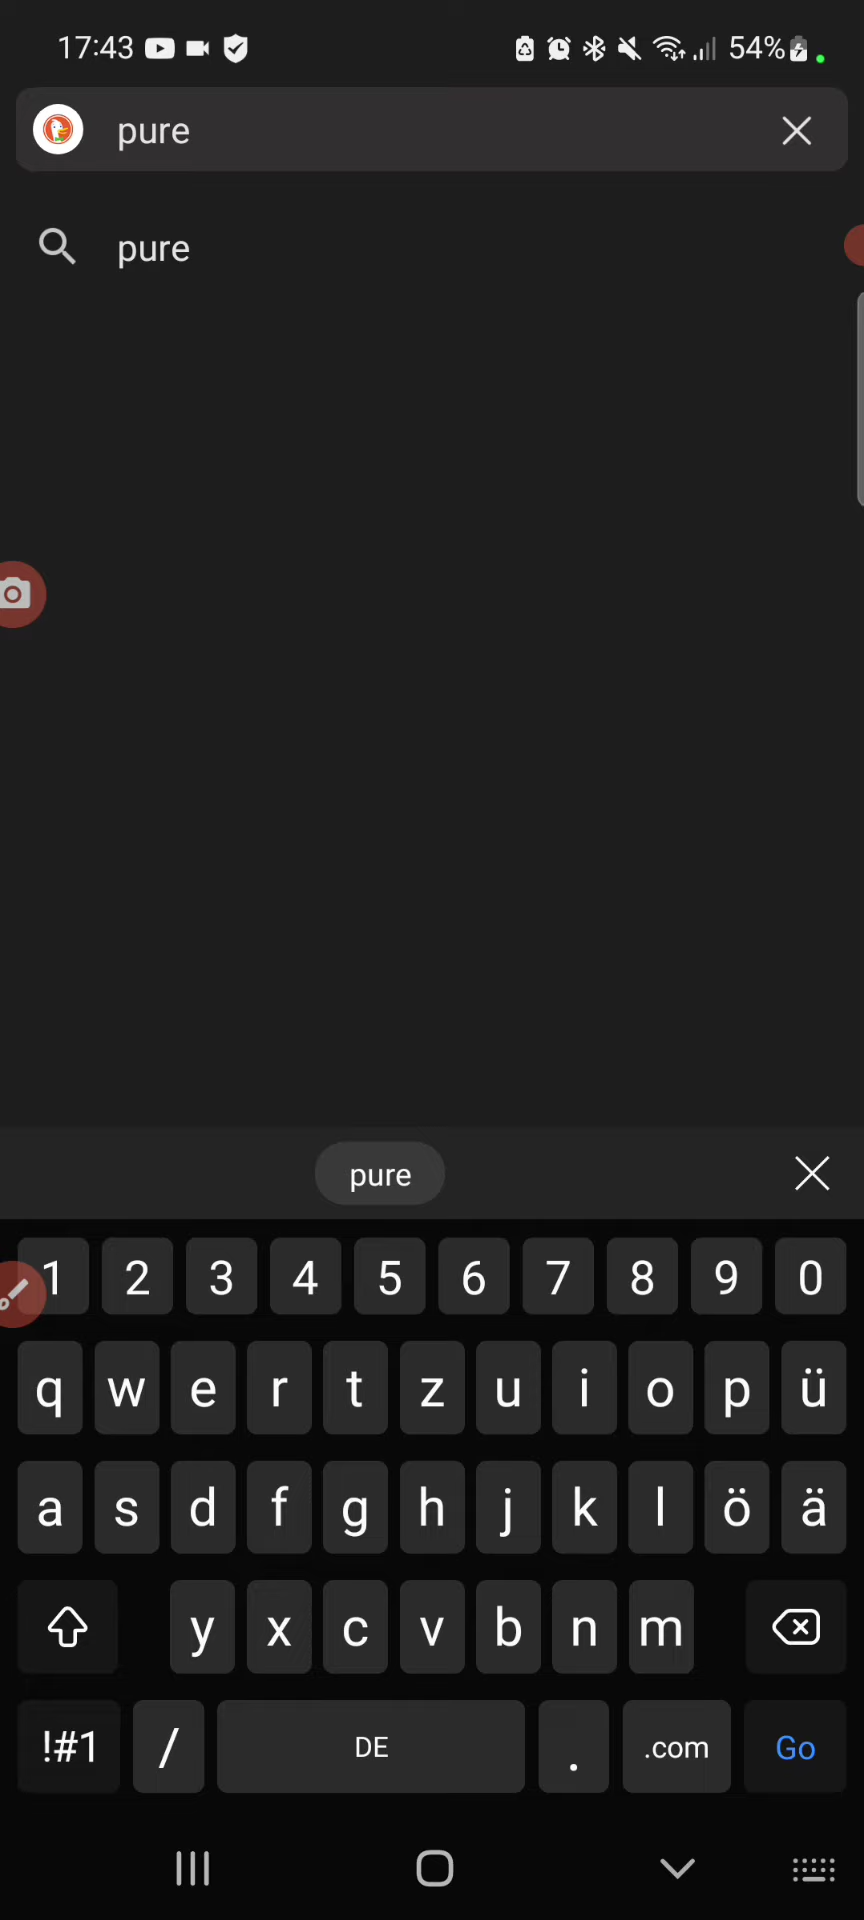 17:43 54%
pure
pure
pure
1 2 3 4 5 6 7 8 9 0
q w e r t z u i o p ü
a s d f g h j k l ö ä
y x c v b n m
!#1 / DE . .com Go